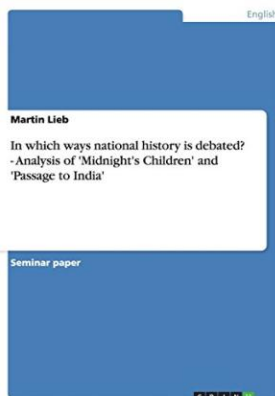 English
Martin Lieb
In which ways national history is debated?
- Analysis of 'Midnight's Children' and
'Passage to India'
Seminar paper